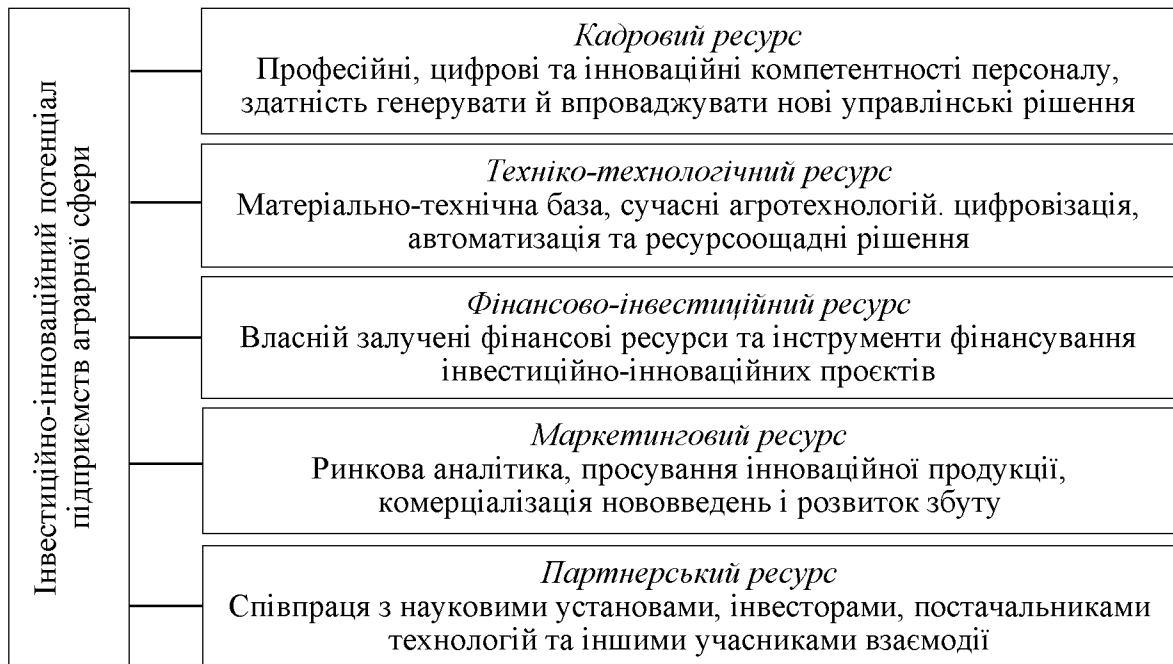 Інвестиційно-інноваційний потенціал
підприємств аграрної сфери
Кадровий ресурс
Професійні, цифрові та інноваційні компетентності персоналу,
здатність генерувати й впроваджувати нові управлінські рішення
Техніко-технологічний ресурс
Матеріально-технічна база, сучасні агротехнологій. цифровізація,
автоматизація та ресурсоощадні рішення
Фінансово-інвестиційний ресурс
Власній залучені фінансові ресурси та інструменти фінансування
інвестиційно-інноваційних проєктів
Маркетинговий ресурс
Ринкова аналітика, просування інноваційної продукції,
комерціалізація нововведень і розвиток збуту
Партнерський ресурс
Співпраця з науковими установами, інвесторами, постачальниками
технологій та іншими учасниками взаємодії